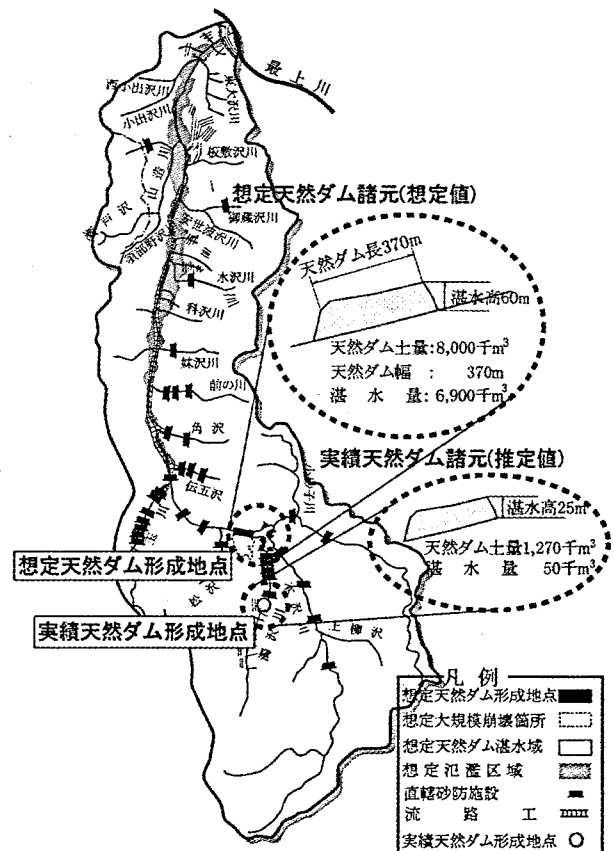 最上川
西小出沢川
小出沢川
東大沢川
板敷沢川
山造川
想定天然ダム諸元(想定値)
御蔵沢川
水沢川
科沢川
妹沢川
前の川
角沢
伝五沢
天然ダム長370m
湛水高60m
天然ダム土量:8,000千m³
天然ダム幅 : 370m
湛水量:6,900千m³
実績天然ダム諸元(推定値)
湛水高25m
天然ダム土量1,270千m³
湛水量 50千m³
想定天然ダム形成地点
実績天然ダム形成地点
上柳沢
凡例
想定天然ダム形成地点
想定大規模崩壊箇所
想定天然ダム湛水域
想定氾濫区域
直轄砂防施設
流路工
実績天然ダム形成地点